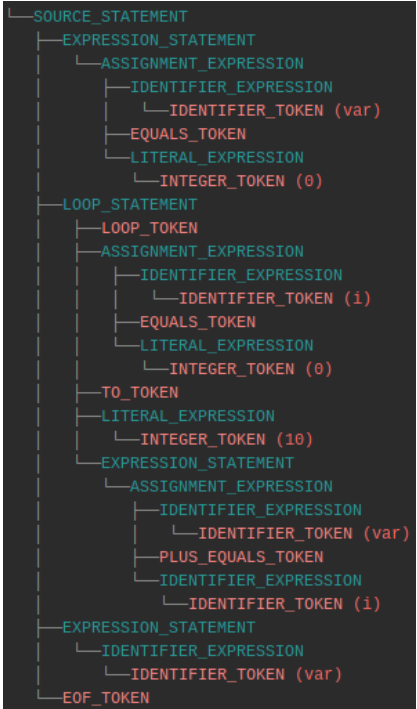 └──SOURCE_STATEMENT
   ├──EXPRESSION_STATEMENT
   │   └──ASSIGNMENT_EXPRESSION
   │      ├──IDENTIFIER_EXPRESSION
   │      │   └──IDENTIFIER_TOKEN (var)
   │      ├──EQUALS_TOKEN
   │      └──LITERAL_EXPRESSION
   │         └──INTEGER_TOKEN (0)
   ├──LOOP_STATEMENT
   │   ├──LOOP_TOKEN
   │   ├──ASSIGNMENT_EXPRESSION
   │   │   ├──IDENTIFIER_EXPRESSION
   │   │   │   └──IDENTIFIER_TOKEN (i)
   │   │   ├──EQUALS_TOKEN
   │   │   └──LITERAL_EXPRESSION
   │   │      └──INTEGER_TOKEN (0)
   │   ├──TO_TOKEN
   │   ├──LITERAL_EXPRESSION
   │   │   └──INTEGER_TOKEN (10)
   │   └──EXPRESSION_STATEMENT
   │      └──ASSIGNMENT_EXPRESSION
   │         ├──IDENTIFIER_EXPRESSION
   │         │   └──IDENTIFIER_TOKEN (var)
   │         ├──PLUS_EQUALS_TOKEN
   │         └──IDENTIFIER_EXPRESSION
   │            └──IDENTIFIER_TOKEN (i)
   ├──EXPRESSION_STATEMENT
   │   └──IDENTIFIER_EXPRESSION
   │      └──IDENTIFIER_TOKEN (var)
   └──EOF_TOKEN